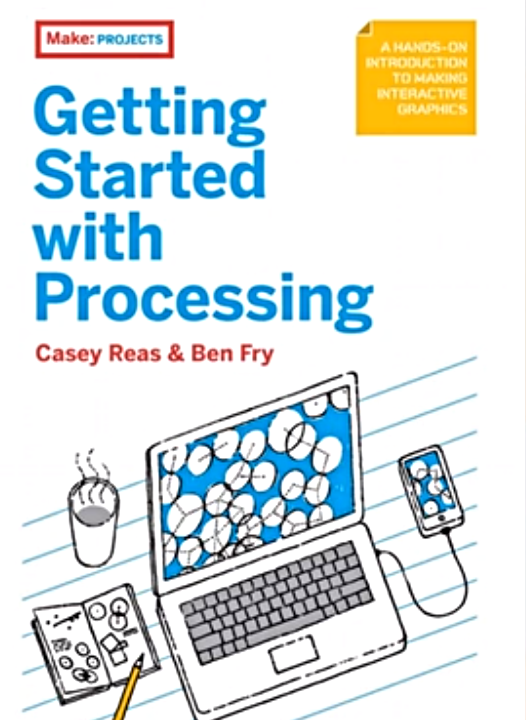 Make: PROJECTS
A HANDS-ON
INTRODUCTION
TO MAKING
INTERACTIVE
GRAPHICS
Getting
Started
with
Processing
Casey Reas & Ben Fry